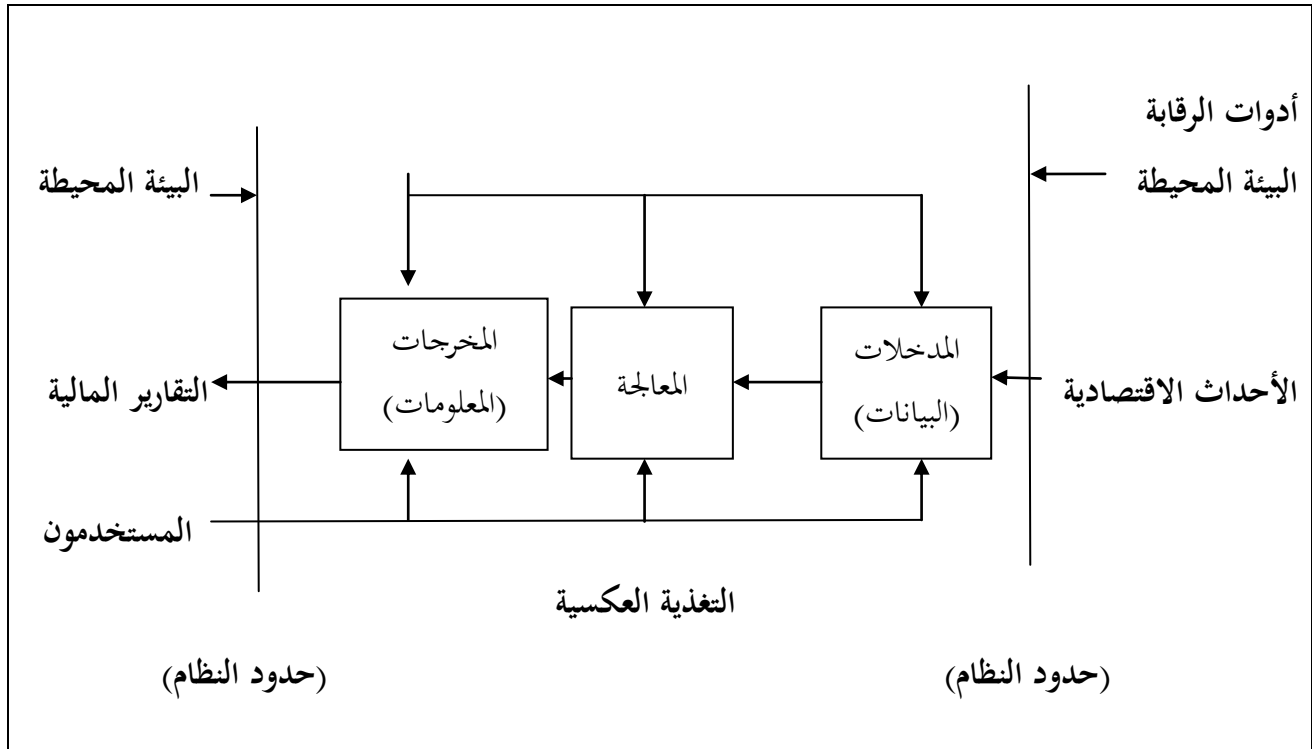 أدوات الرقابة
البيئة المحيطة
البيئة المحيطة
المدخلات
(البيانات)
المعالجة
المخرجات
(المعلومات)
الأحداث الاقتصادية
التقارير المالية
المستخدمون
التغذية العكسية
(حدود النظام)
(حدود النظام)